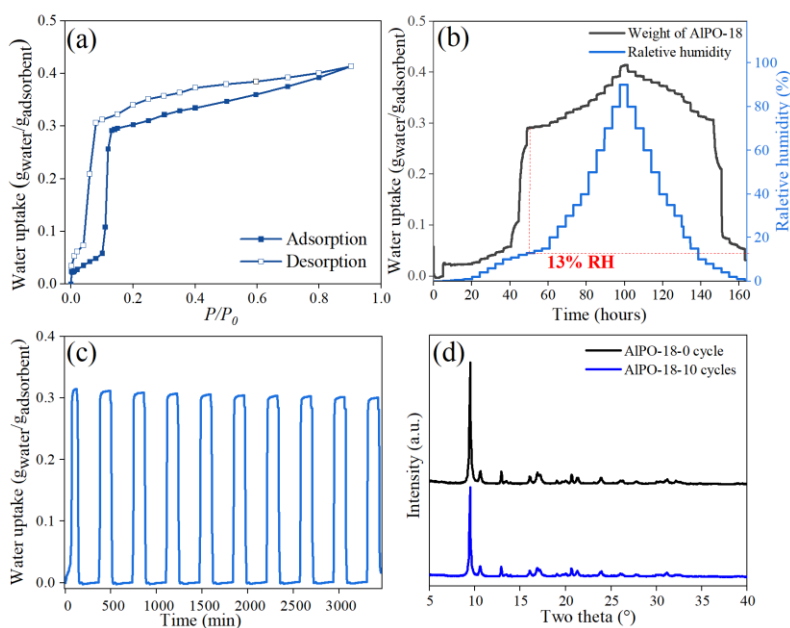 (a)
Water uptake (gwater/gadsorbent)
0.5
0.4
0.3
0.2
0.1
0.0
Adsorption
Desorption
0.0 0.2 0.4 0.6 0.8 1.0
P/P0
(b)
Weight of AlPO-18
Raletive humidity
Water uptake (gwater/gadsorbent)
0.5
0.4
0.3
0.2
0.1
0.0
100
80
60
40
20
0
Raletive humidity (%)
13% RH
0 20 40 60 80 100 120 140 160
Time (hours)
(c)
Water uptake (gwater/gadsorbent)
0.4
0.3
0.2
0.1
0.0
0 500 1000 1500 2000 2500 3000
Time (min)
(d)
AlPO-18-0 cycle
AlPO-18-10 cycles
Intensity (a.u.)
5 10 15 20 25 30 35 40
Two theta (°)